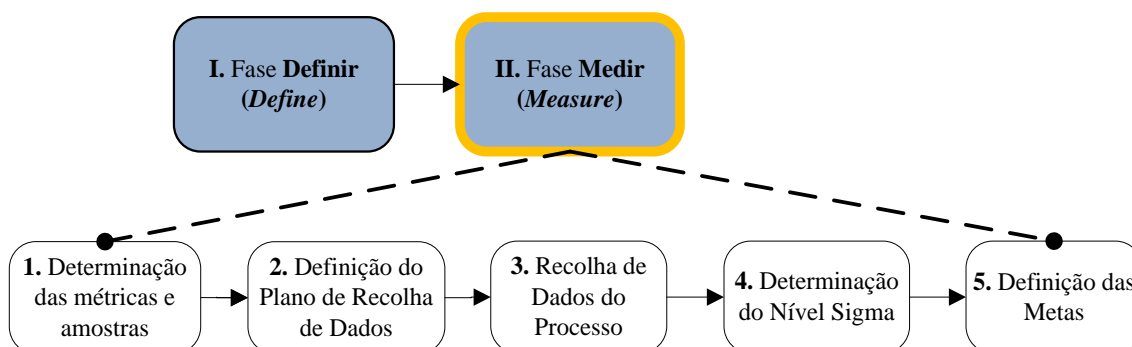 I. Fase Definir
(Define)
II. Fase Medir
(Measure)
1. Determinação
das métricas e
amostras
2. Definição do
Plano de Recolha
de Dados
3. Recolha de
Dados do
Processo
4. Determinação
do Nível Sigma
5. Definição das
Metas